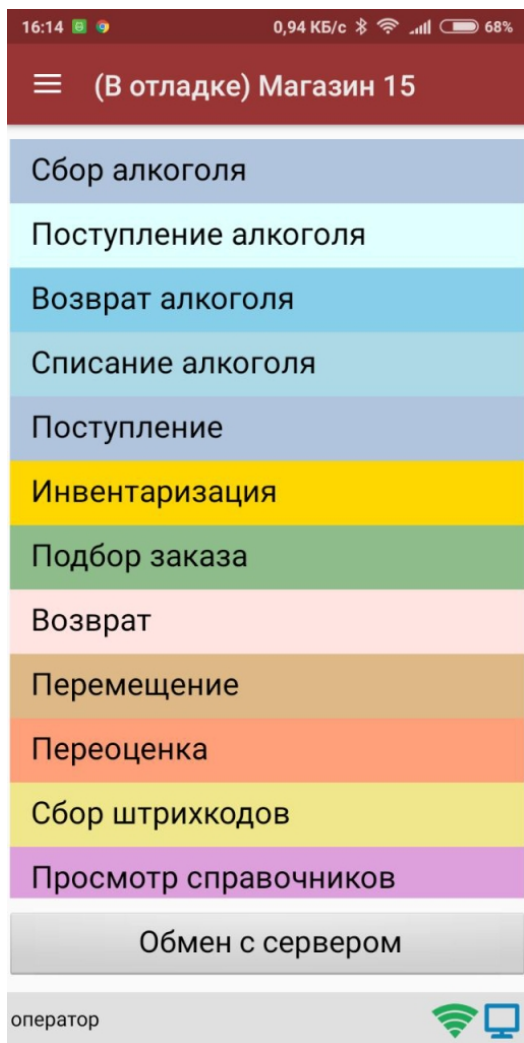 16:14 0,94 КБ/с 68%
(В отладке) Магазин 15
Сбор алкоголя
Поступление алкоголя
Возврат алкоголя
Списание алкоголя
Поступление
Инвентаризация
Подбор заказа
Возврат
Перемещение
Переоценка
Сбор штрихкодов
Просмотр справочников
Обмен с сервером
оператор